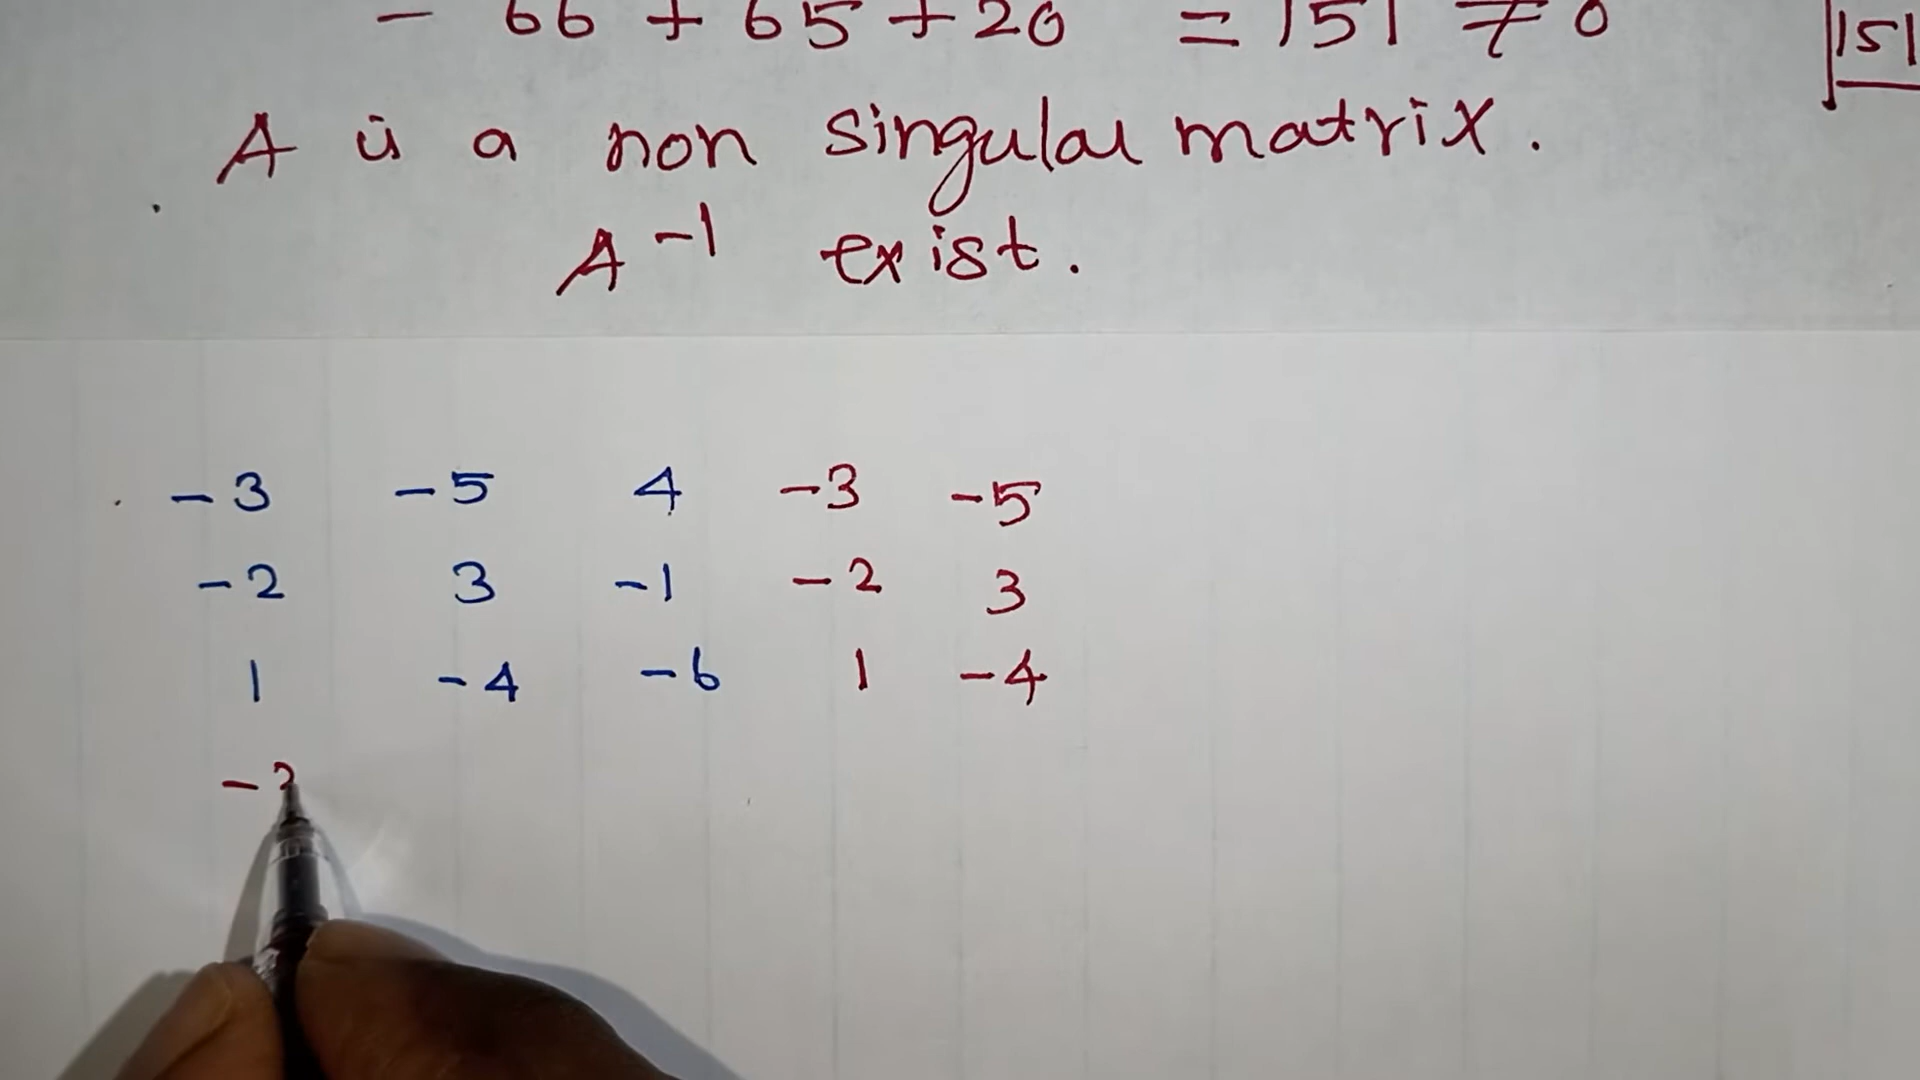 - 66 + 65 + 20 = 151 ≠ 0
151
A is a non singular matrix.
A⁻¹ exist.
-3 -5 4 -3 -5
-2 3 -1 -2 3
1 -4 -6 1 -4